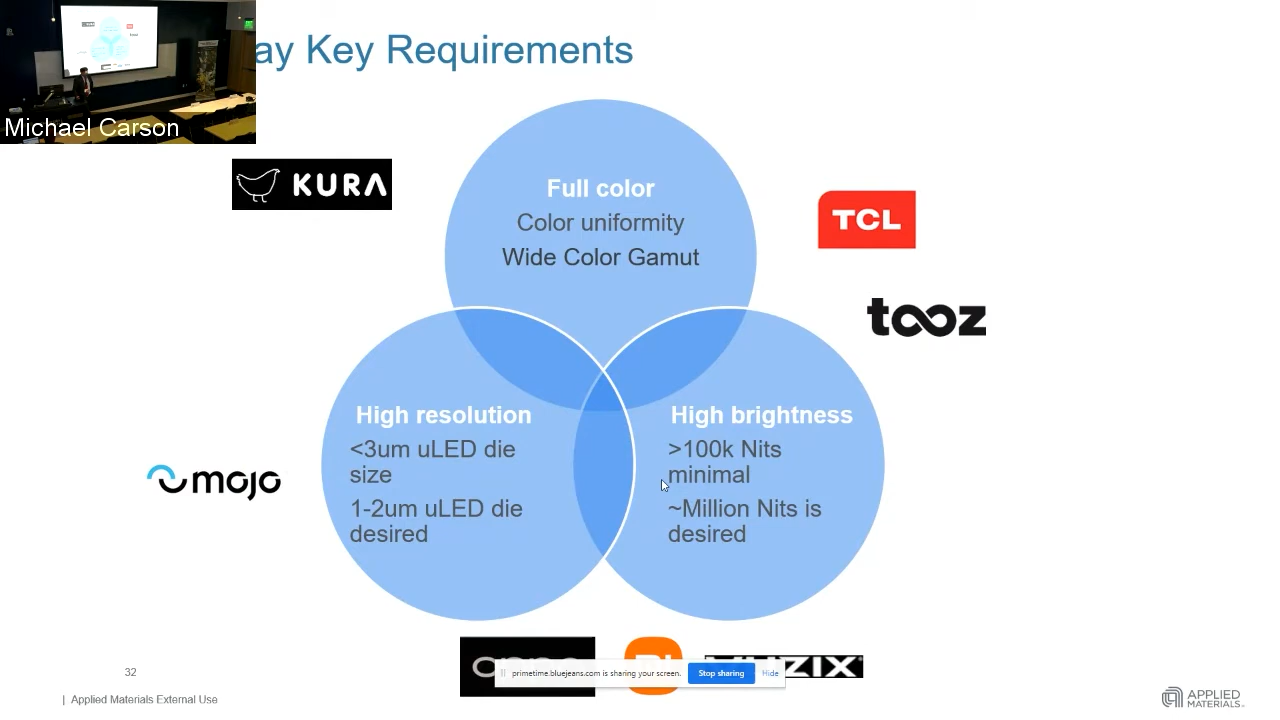 ay Key Requirements
Michael Carson
KURA
Full color
Color uniformity
Wide Color Gamut
TCL
tooz
High resolution
<3um uLED die
size
1-2um uLED die
desired
High brightness
>100k Nits
minimal
~Million Nits is
desired
mojo
primetime.bluejeans.com is sharing your screen.
Stop sharing
Hide
32
| Applied Materials External Use
APPLIED
MATERIALS